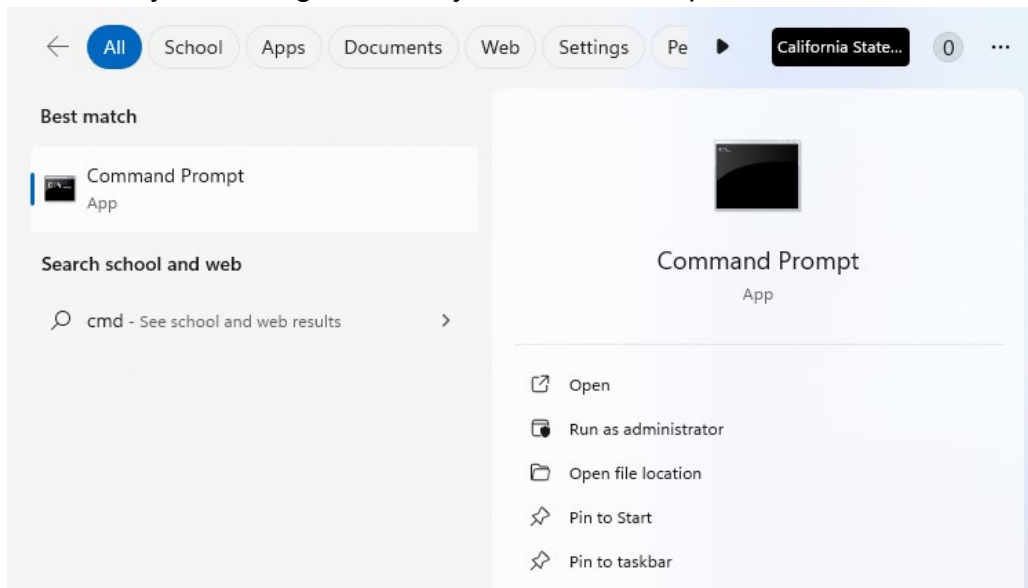 All School Apps Documents Web Settings Pe California State... 0 ...
Best match
Command Prompt
App
Search school and web
cmd - See school and web results
Command Prompt
App
Open
Run as administrator
Open file location
Pin to Start
Pin to taskbar